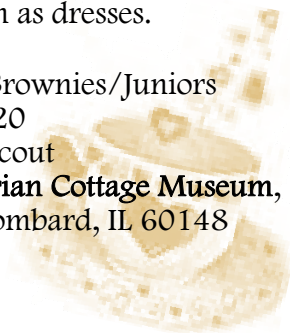 as dresses.
Brownies/Juniors
20
cout
rian Cottage Museum,
ombard, IL 60148